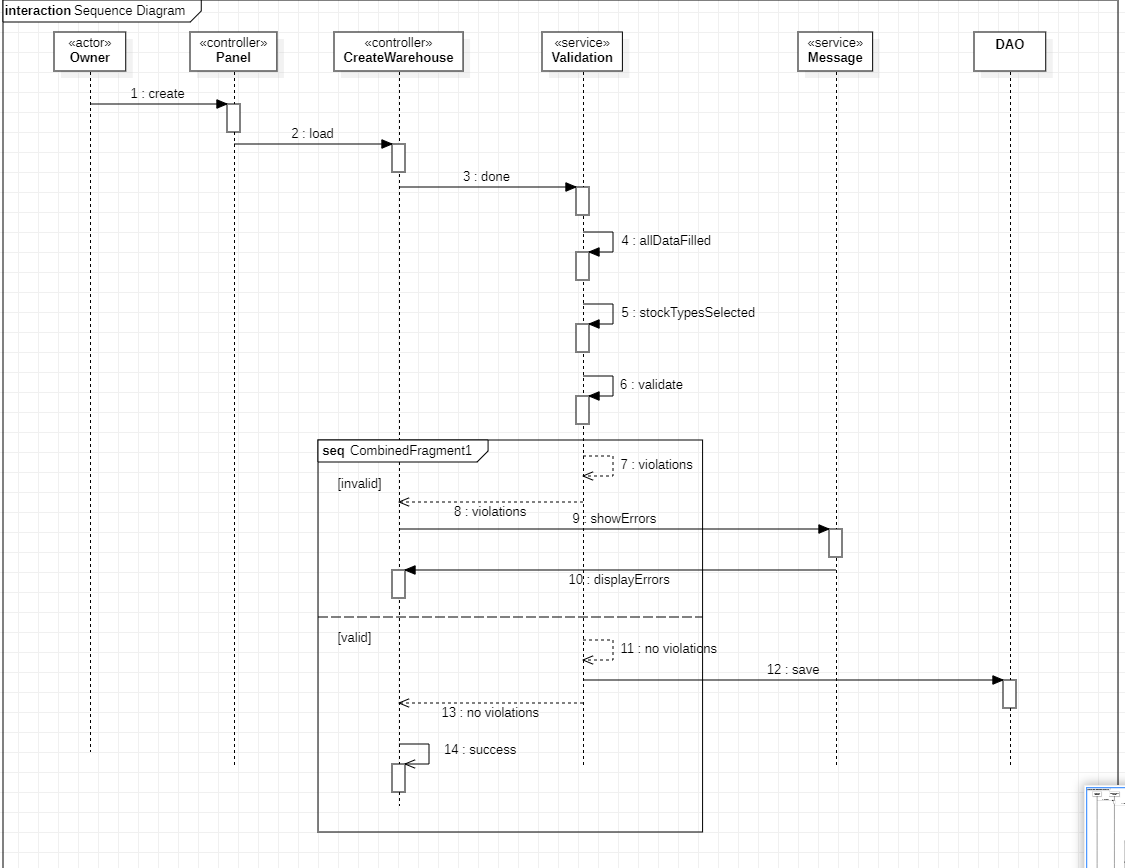 interaction Sequence Diagram
«actor»
Owner
«controller»
Panel
«controller»
CreateWarehouse
«service»
Validation
«service»
Message
DAO
1 : create
2 : load
3 : done
4 : allDataFilled
5 : stockTypesSelected
6 : validate
seq CombinedFragment1
7 : violations
[invalid]
8 : violations
9 : showErrors
10 : displayErrors
[valid]
11 : no violations
12 : save
13 : no violations
14 : success